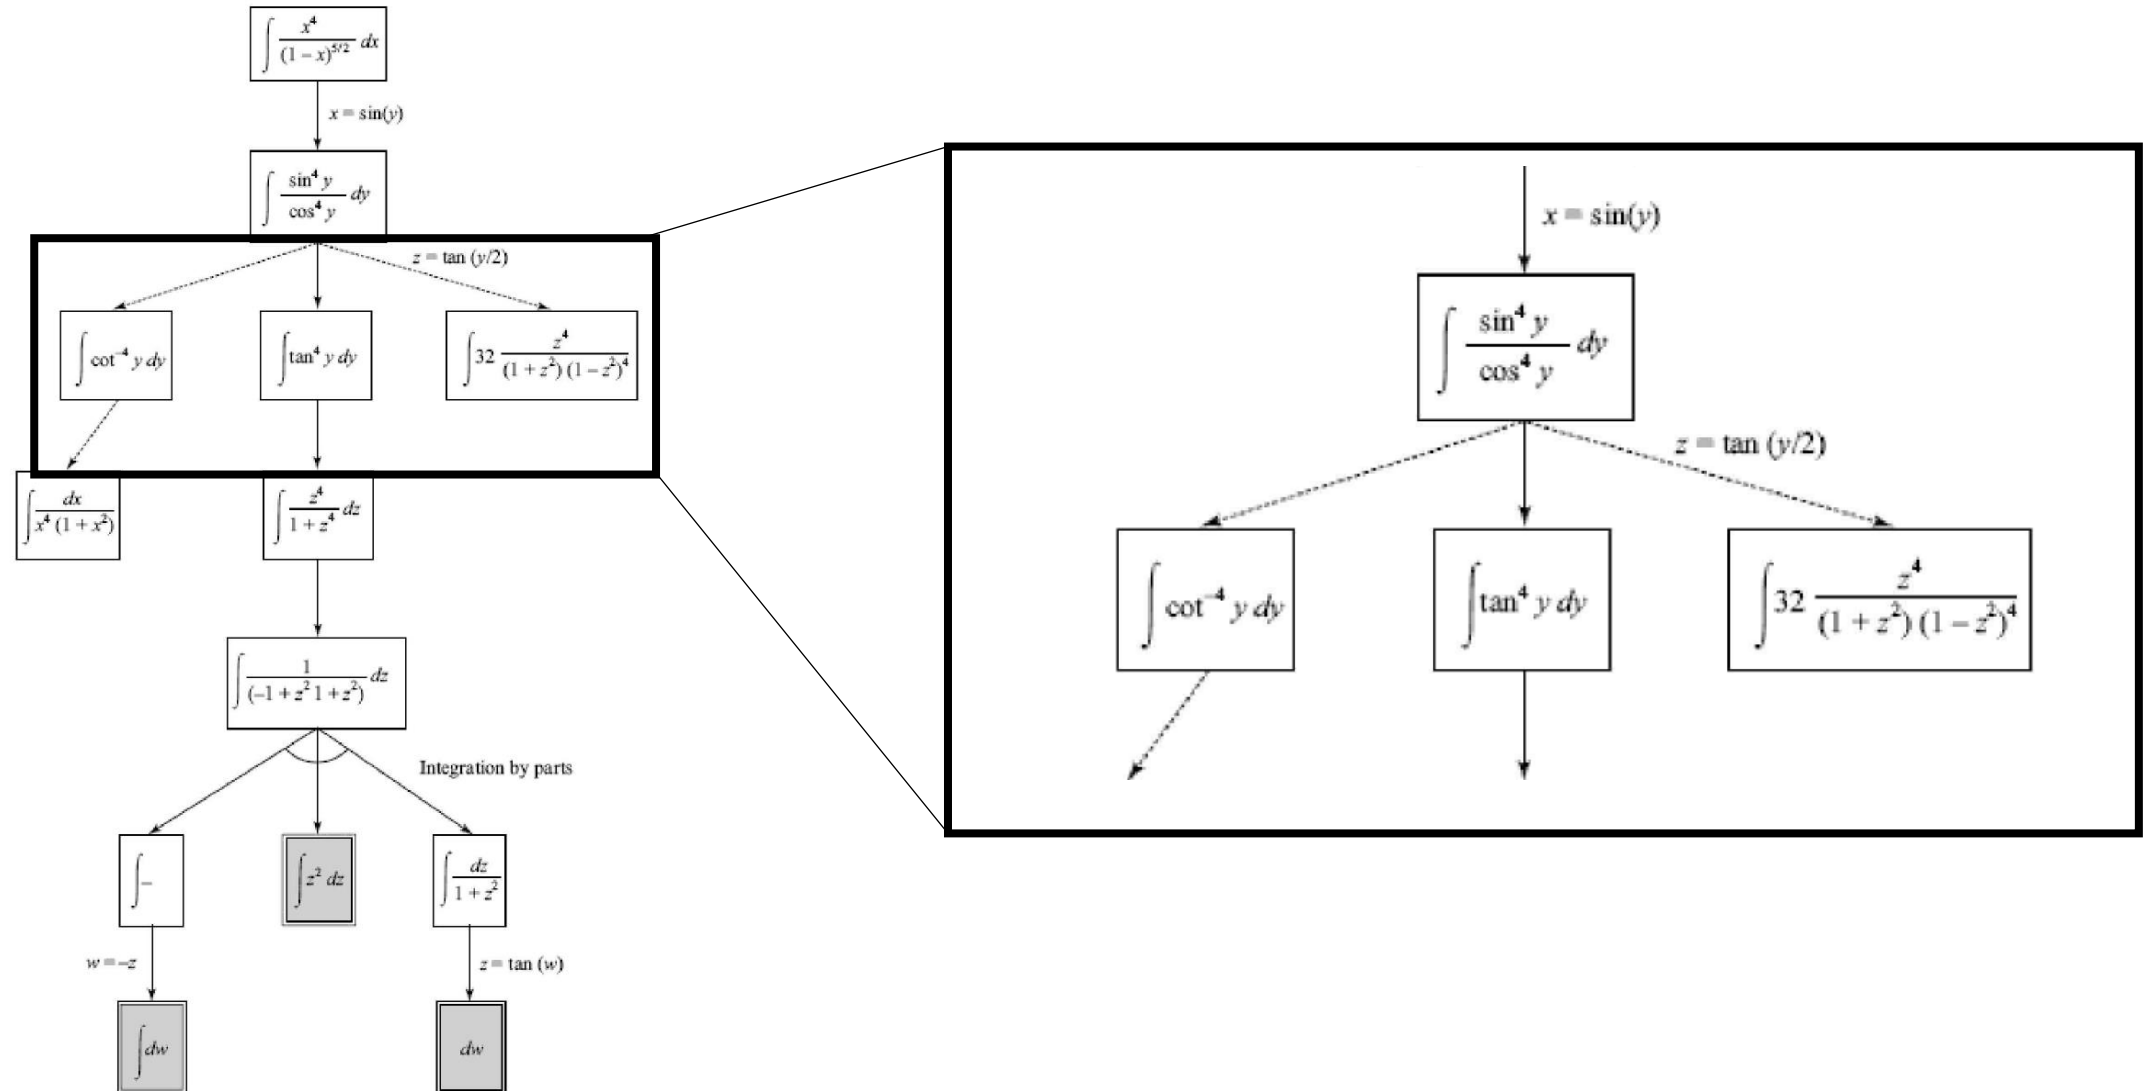 ∫ x⁴/(1 – x)^{5/2} dx
x = sin(y)
∫ sin⁴ y/cos⁴ y dy
z = tan (y/2)
∫ cot⁻⁴ y dy
∫ tan⁴ y dy
∫ 32 z⁴/((1 + z²) (1 – z²)⁴)
∫ dx/(x⁴ (1 + x²))
∫ z⁴/(1 + z⁴) dz
∫ 1/(–1 + z² 1 + z²) dz
Integration by parts
∫ –
∫ z² dz
∫ dz/(1 + z²)
w = –z
z = tan (w)
∫ dw
dw
x = sin(y)
∫ sin⁴ y/cos⁴ y dy
z = tan (y/2)
∫ cot⁻⁴ y dy
∫ tan⁴ y dy
∫ 32 z⁴/((1 + z²) (1 – z²)⁴)